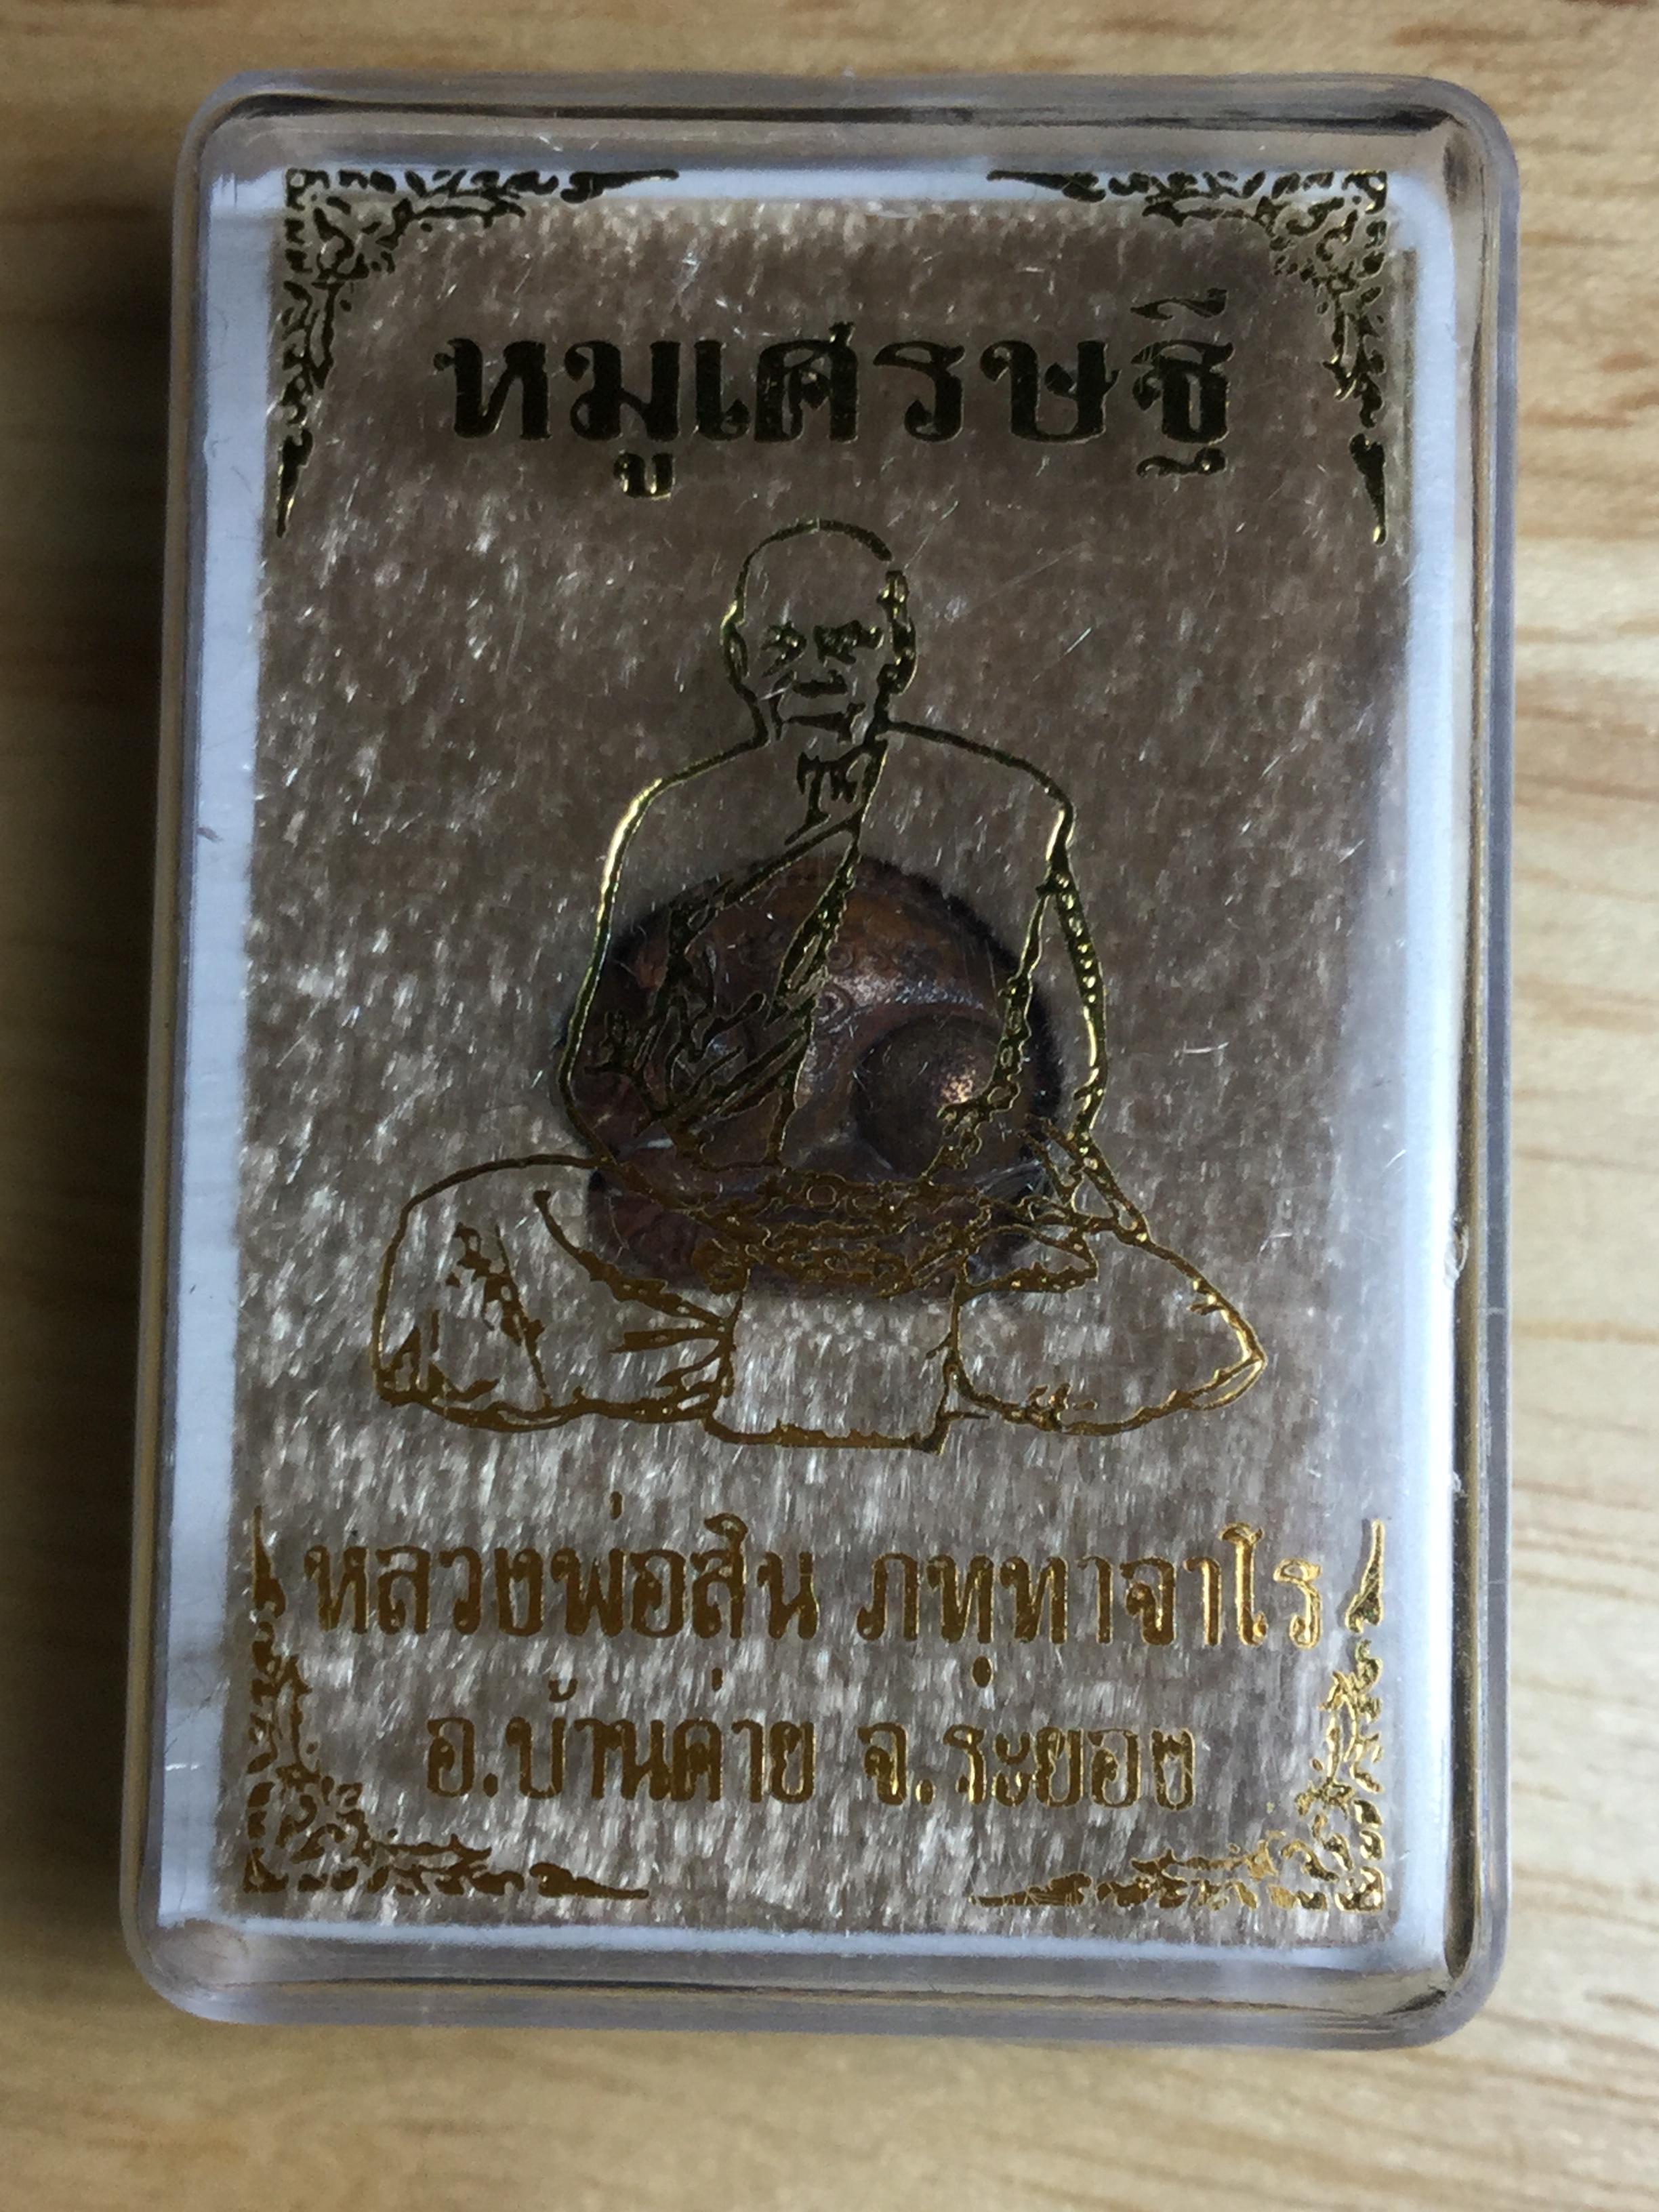 หมูเศรษฐี
หลวงพ่อสิน ภทฺทาจาโร
อ.บ้านค่าย จ.ระยอง